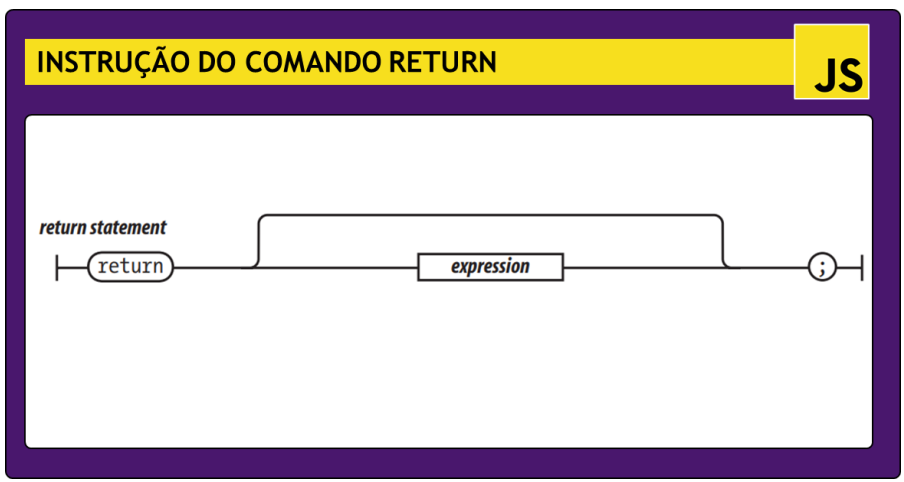 INSTRUÇÃO DO COMANDO RETURN
JS
return statement
return
expression
;